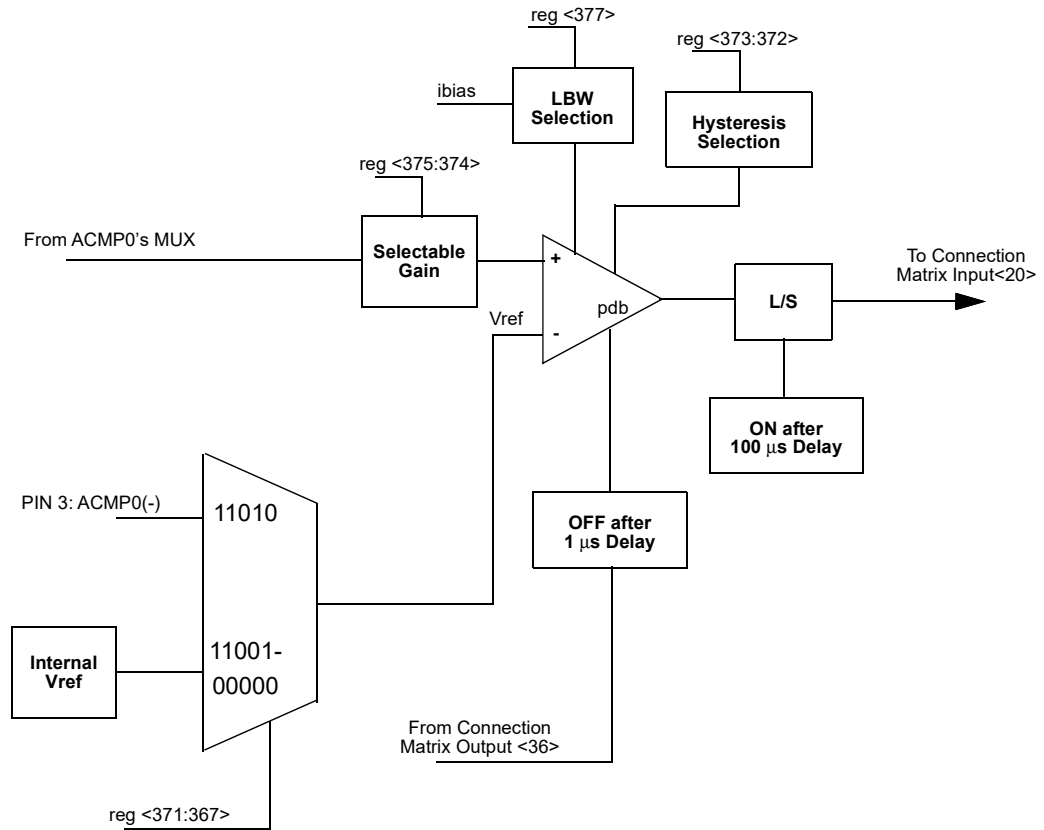 reg <377>
reg <373:372>
ibias
LBW
Selection
Hysteresis
Selection
reg <375:374>
From ACMP0's MUX
Selectable
Gain
+
To Connection
Matrix Input<20>
L/S
pdb
Vref
-
ON after
100 μs Delay
PIN 3: ACMP0(-)
11010
OFF after
1 μs Delay
Internal
Vref
11001-
00000
From Connection
Matrix Output <36>
reg <371:367>